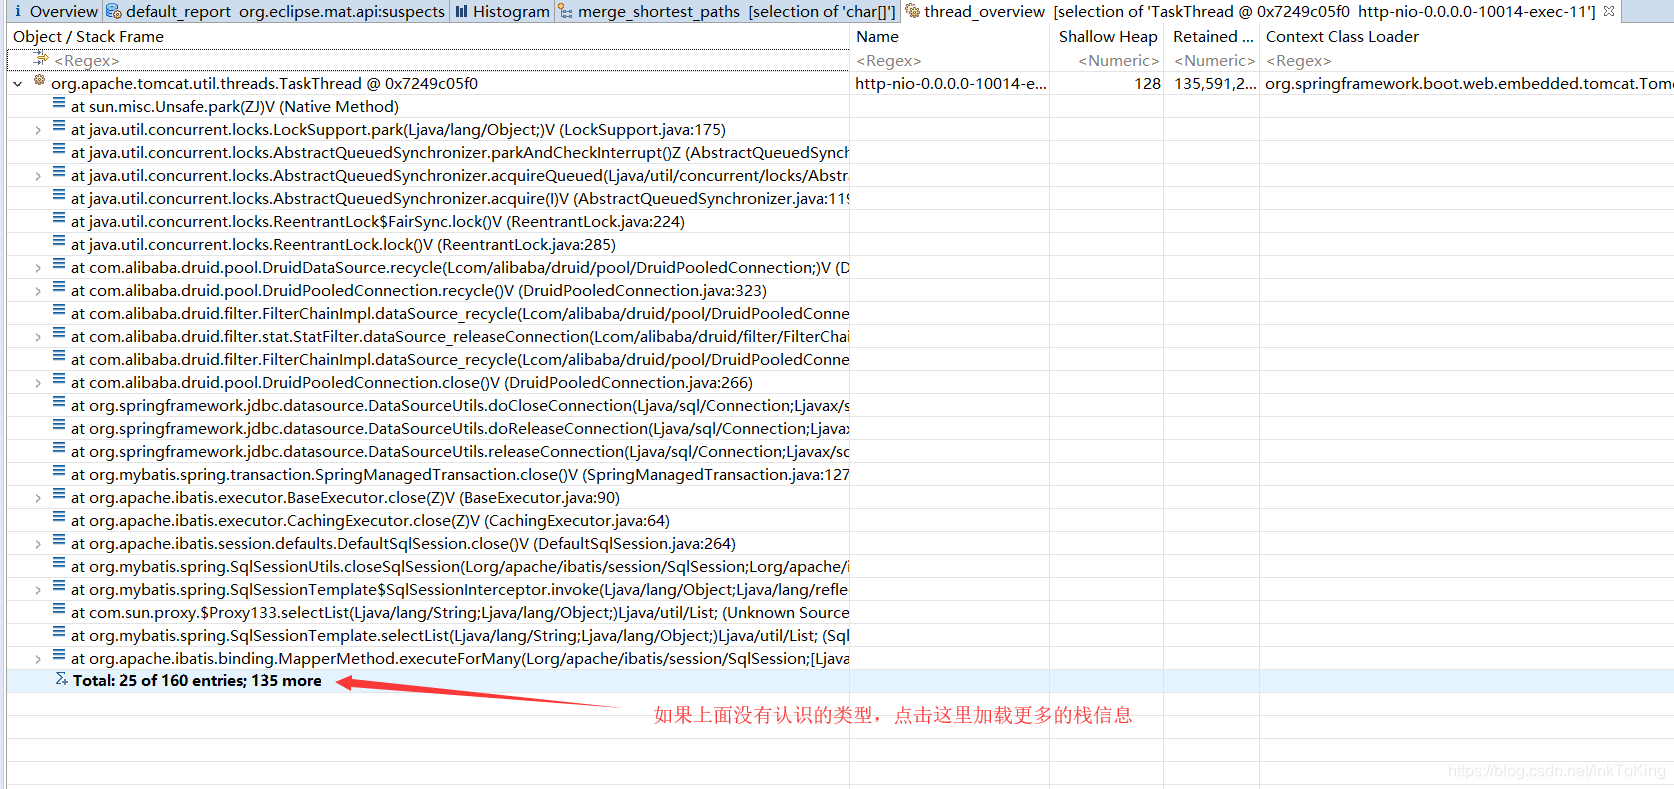 i Overview default_report org.eclipse.mat.api:suspects Histogram merge_shortest_paths [selection of 'char[]'] thread_overview [selection of 'TaskThread @ 0x7249c05f0 http-nio-0.0.0.0-10014-exec-11']
Object / Stack Frame Name Shallow Heap Retained ... Context Class Loader
<Regex> <Regex> <Numeric> <Numeric> <Regex>
org.apache.tomcat.util.threads.TaskThread @ 0x7249c05f0 http-nio-0.0.0.0-10014-e... 128 135,591,2... org.springframework.boot.web.embedded.tomcat.Tomc
at sun.misc.Unsafe.park(ZJ)V (Native Method)
at java.util.concurrent.locks.LockSupport.park(Ljava/lang/Object;)V (LockSupport.java:175)
at java.util.concurrent.locks.AbstractQueuedSynchronizer.parkAndCheckInterrupt()Z (AbstractQueuedSynch
at java.util.concurrent.locks.AbstractQueuedSynchronizer.acquireQueued(Ljava/util/concurrent/locks/Abstr
at java.util.concurrent.locks.AbstractQueuedSynchronizer.acquire(I)V (AbstractQueuedSynchronizer.java:119
at java.util.concurrent.locks.ReentrantLock$FairSync.lock()V (ReentrantLock.java:224)
at java.util.concurrent.locks.ReentrantLock.lock()V (ReentrantLock.java:285)
at com.alibaba.druid.pool.DruidDataSource.recycle(Lcom/alibaba/druid/pool/DruidPooledConnection;)V (D
at com.alibaba.druid.pool.DruidPooledConnection.recycle()V (DruidPooledConnection.java:323)
at com.alibaba.druid.filter.FilterChainImpl.dataSource_recycle(Lcom/alibaba/druid/pool/DruidPooledConne
at com.alibaba.druid.filter.stat.StatFilter.dataSource_releaseConnection(Lcom/alibaba/druid/filter/FilterChai
at com.alibaba.druid.filter.FilterChainImpl.dataSource_recycle(Lcom/alibaba/druid/pool/DruidPooledConne
at com.alibaba.druid.pool.DruidPooledConnection.close()V (DruidPooledConnection.java:266)
at org.springframework.jdbc.datasource.DataSourceUtils.doCloseConnection(Ljava/sql/Connection;Ljavax/s
at org.springframework.jdbc.datasource.DataSourceUtils.doReleaseConnection(Ljava/sql/Connection;Ljavax
at org.springframework.jdbc.datasource.DataSourceUtils.releaseConnection(Ljava/sql/Connection;Ljavax/sc
at org.mybatis.spring.transaction.SpringManagedTransaction.close()V (SpringManagedTransaction.java:127
at org.apache.ibatis.executor.BaseExecutor.close(Z)V (BaseExecutor.java:90)
at org.apache.ibatis.executor.CachingExecutor.close(Z)V (CachingExecutor.java:64)
at org.apache.ibatis.session.defaults.DefaultSqlSession.close()V (DefaultSqlSession.java:264)
at org.mybatis.spring.SqlSessionUtils.closeSqlSession(Lorg/apache/ibatis/session/SqlSession;Lorg/apache/i
at org.mybatis.spring.SqlSessionTemplate$SqlSessionInterceptor.invoke(Ljava/lang/Object;Ljava/lang/refle
at com.sun.proxy.$Proxy133.selectList(Ljava/lang/String;Ljava/lang/Object;)Ljava/util/List; (Unknown Source
at org.mybatis.spring.SqlSessionTemplate.selectList(Ljava/lang/String;Ljava/lang/Object;)Ljava/util/List; (Sql
at org.apache.ibatis.binding.MapperMethod.executeForMany(Lorg/apache/ibatis/session/SqlSession;[Ljava
Total: 25 of 160 entries; 135 more
如果上面没有认识的类型，点击这里加载更多的栈信息
https://blog.csdn.net/InkToKing